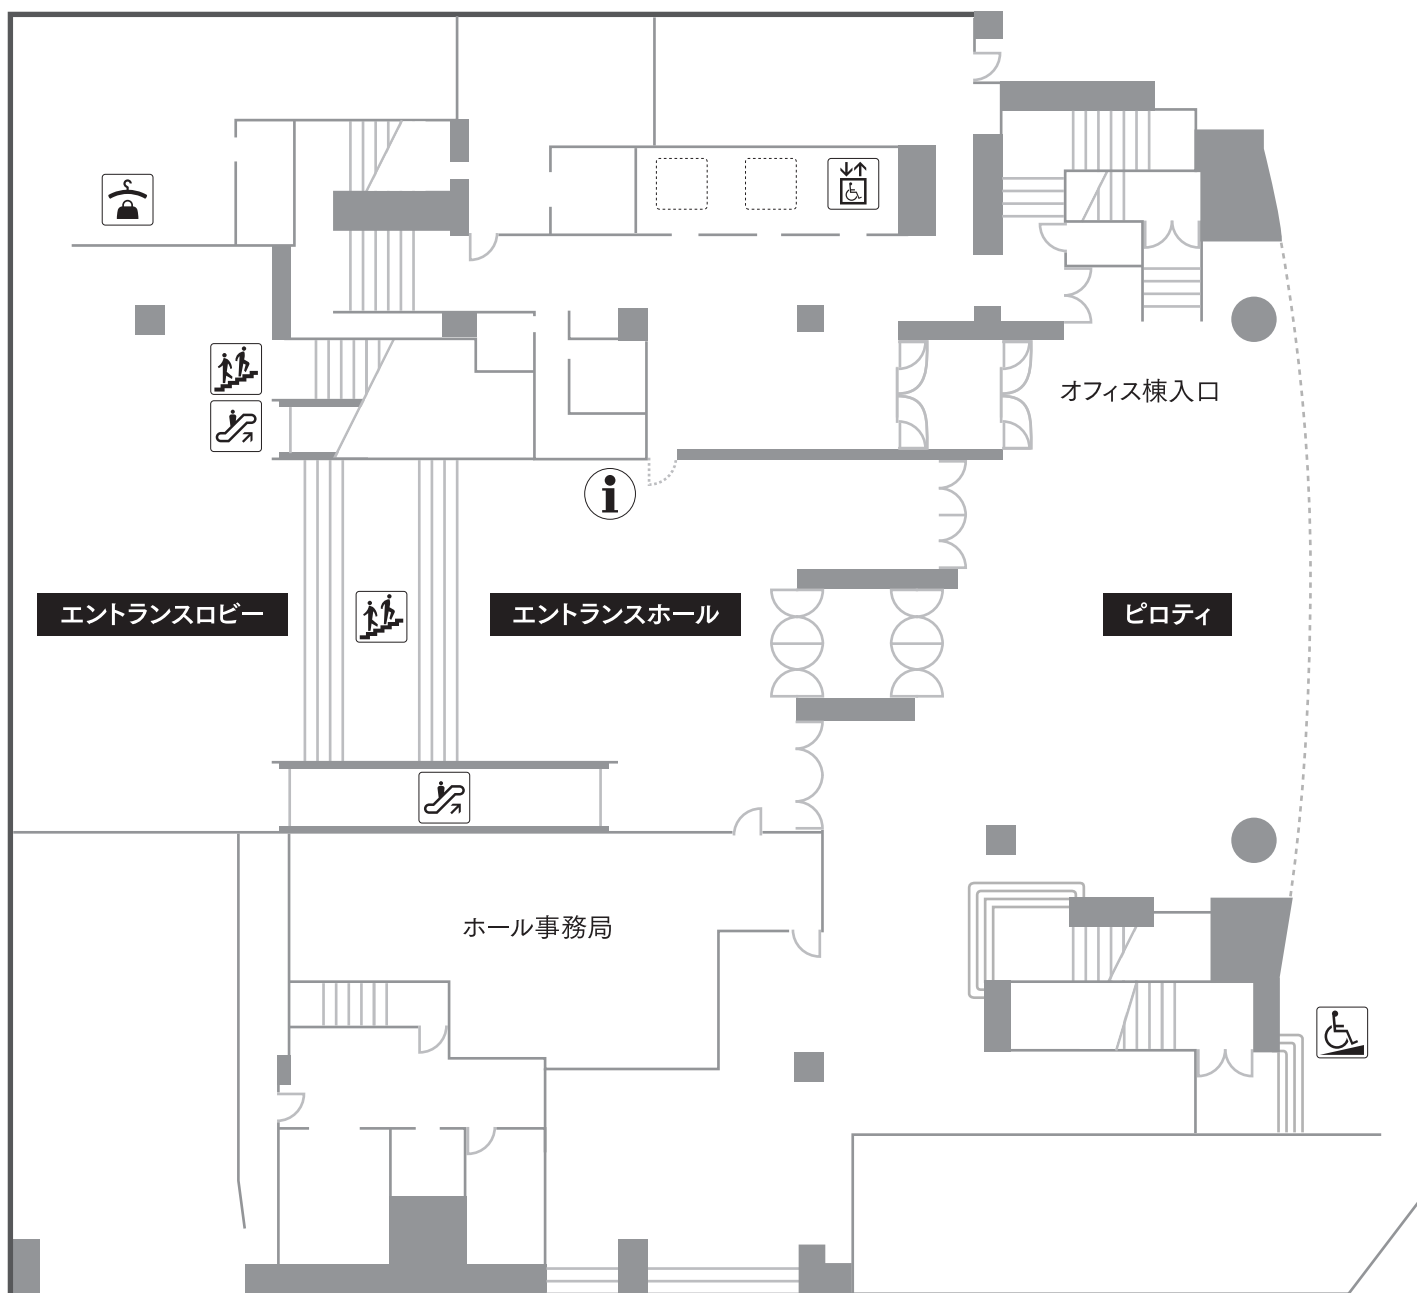 オフィス棟入口
エントランスロビー
エントランスホール
ピロティ
ホール事務局